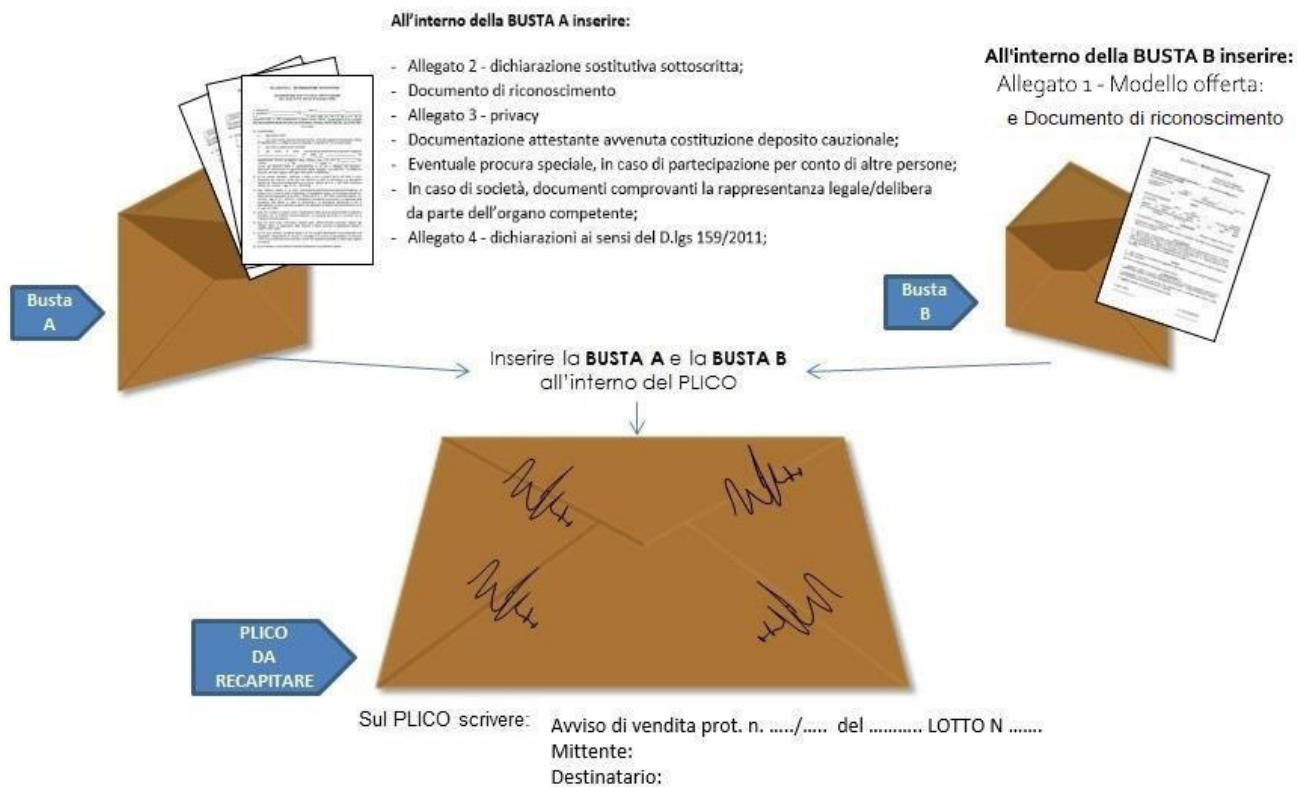 All'interno della BUSTA A inserire:
- Allegato 2 - dichiarazione sostitutiva sottoscritta;
- Documento di riconoscimento
- Allegato 3 - privacy
- Documentazione attestante avvenuta costituzione deposito cauzionale;
- Eventuale procura speciale, in caso di partecipazione per conto di altre persone;
- In caso di società, documenti comprovanti la rappresentanza legale/delibera
da parte dell'organo competente;
- Allegato 4 - dichiarazioni ai sensi del D.lgs 159/2011;
All'interno della BUSTA B inserire:
Allegato 1 - Modello offerta:
e Documento di riconoscimento
Busta
A
Busta
B
Inserire la BUSTA A e la BUSTA B
all'interno del PLICO
PLICO
DA
RECAPITARE
Sul PLICO scrivere:
Avviso di vendita prot. n. ...../..... del ........... LOTTO N .......
Mittente:
Destinatario: